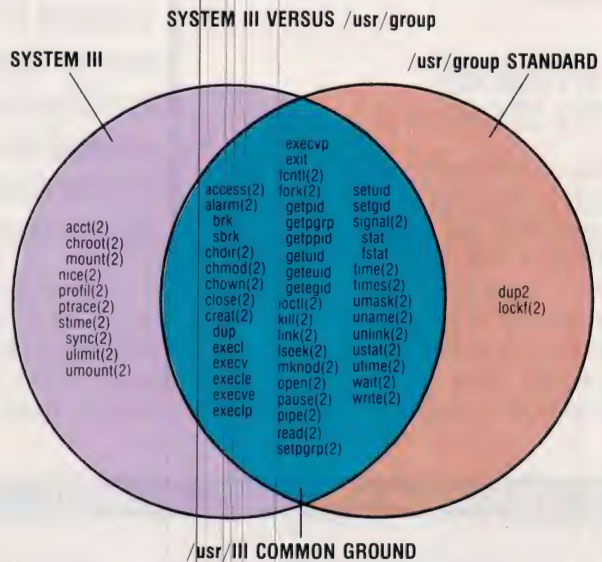 SYSTEM III VERSUS /usr/group
SYSTEM III
/usr/group STANDARD
acct(2)
chroot(2)
mount(2)
nice(2)
profil(2)
ptrace(2)
stime(2)
sync(2)
ulimit(2)
umount(2)
access(2)
alarm(2)
brk
sbrk
chdir(2)
chmod(2)
chown(2)
close(2)
creat(2)
dup
execl
execv
execle
execve
execlp
execvp
exit
fcntl(2)
fork(2)
getpid
getpgrp
getppid
getuid
geteuid
getegid
ioctl(2)
kill(2)
link(2)
lseek(2)
mknod(2)
open(2)
pause(2)
pipe(2)
read(2)
setpgrp(2)
setuid
setgid
signal(2)
stat
fstat
time(2)
times(2)
umask(2)
uname(2)
unlink(2)
ustat(2)
utime(2)
wait(2)
write(2)
dup2
lockf(2)
/usr/III COMMON GROUND